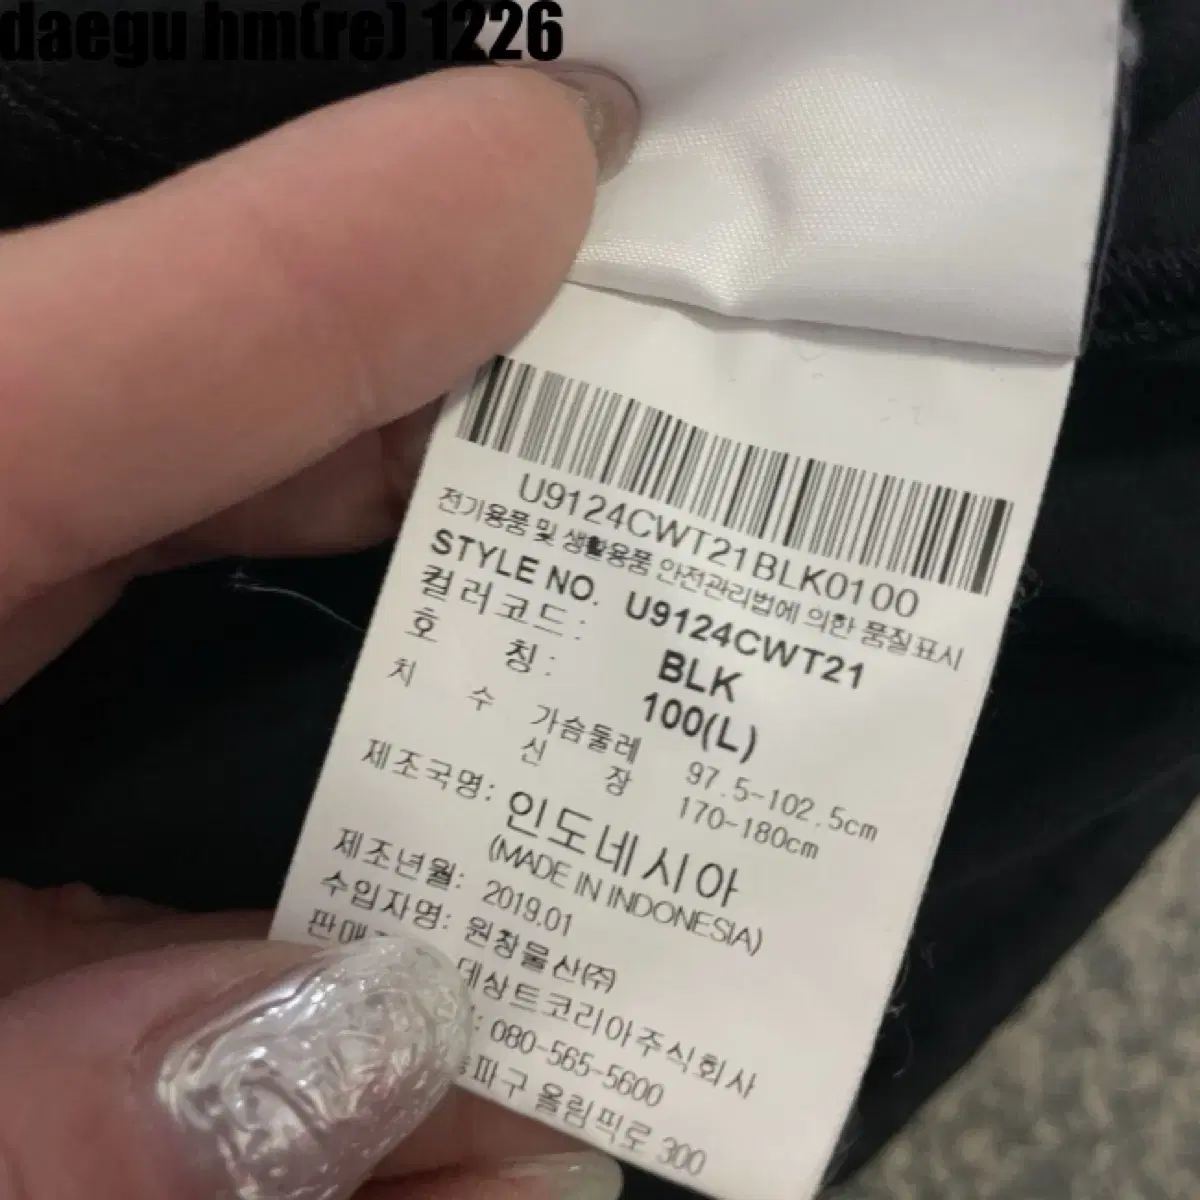 daegu hm(re) 1226
U9124CWT21BLK0100
전기용품 및 생활용품 안전관리법에 의한 품질표시
STYLE NO. U9124CWT21
컬러코드: BLK
호 칭: 100(L)
치 수 가슴둘레 97.5-102.5cm
신 장 170-180cm
제조국명: 인도네시아
(MADE IN INDONESIA)
제조년월: 2019.01
수입자명: 원창물산(주)
판매 데상트코리아주식회사
: 080-565-5600
송파구 올림픽로 300